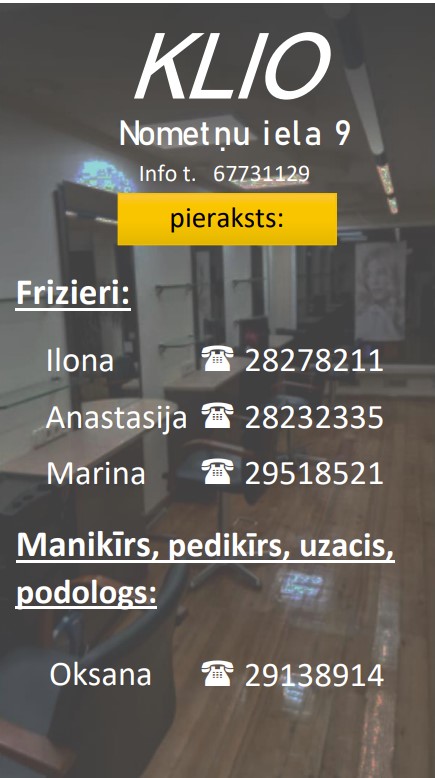 KLIO
Nometņu iela 9
Info t. 67731129
pieraksts:
Frizieri:
Ilona ☎ 28278211
Anastasija ☎ 28232335
Marina ☎ 29518521
Manikīrs, pedikīrs, uzacis,
podologs:
Oksana ☎ 29138914